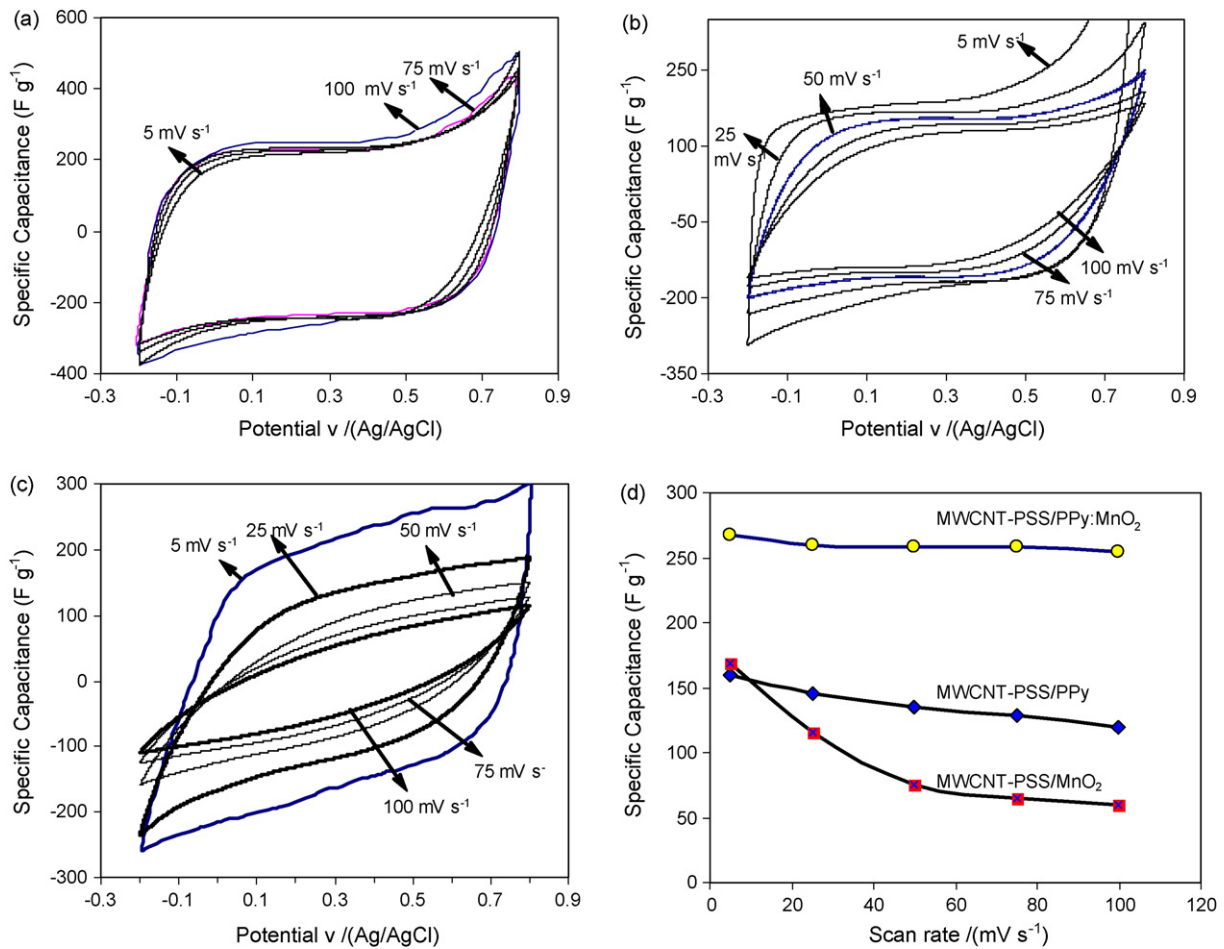 (a)
600
400
200
0
-200
-400
-0.3
-0.1
0.1
0.3
0.5
0.7
0.9
Specific Capacitance (F g⁻¹)
Potential v /(Ag/AgCl)
75 mV s⁻¹
100 mV s⁻¹
5 mV s⁻¹
(b)
250
100
-50
-200
-350
-0.3
-0.1
0.1
0.3
0.5
0.7
0.9
Specific Capacitance (F g⁻¹)
Potential v /(Ag/AgCl)
5 mV s⁻¹
50 mV s⁻¹
25
mV s⁻¹
100 mV s⁻¹
75 mV s⁻¹
(c)
300
200
100
0
-100
-200
-300
-0.3
-0.1
0.1
0.3
0.5
0.7
0.9
Specific Capacitance (F g⁻¹)
Potential v /(Ag/AgCl)
25 mV s⁻¹
5 mV s⁻¹
50 mV s⁻¹
75 mV s⁻
100 mV s⁻¹
(d)
300
250
200
150
100
50
0
0
20
40
60
80
100
120
Specific Capacitance (F g⁻¹)
Scan rate /(mV s⁻¹)
MWCNT-PSS/PPy:MnO₂
MWCNT-PSS/PPy
MWCNT-PSS/MnO₂